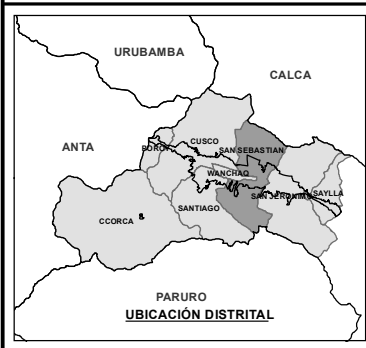 URUBAMBA
CALCA
ANTA
CUSCO
POROY
SAN SEBASTIAN
WANCHAQ
SAN JERONIMO
SAYLLA
CCORCA
SANTIAGO
PARURO
UBICACIÓN DISTRITAL